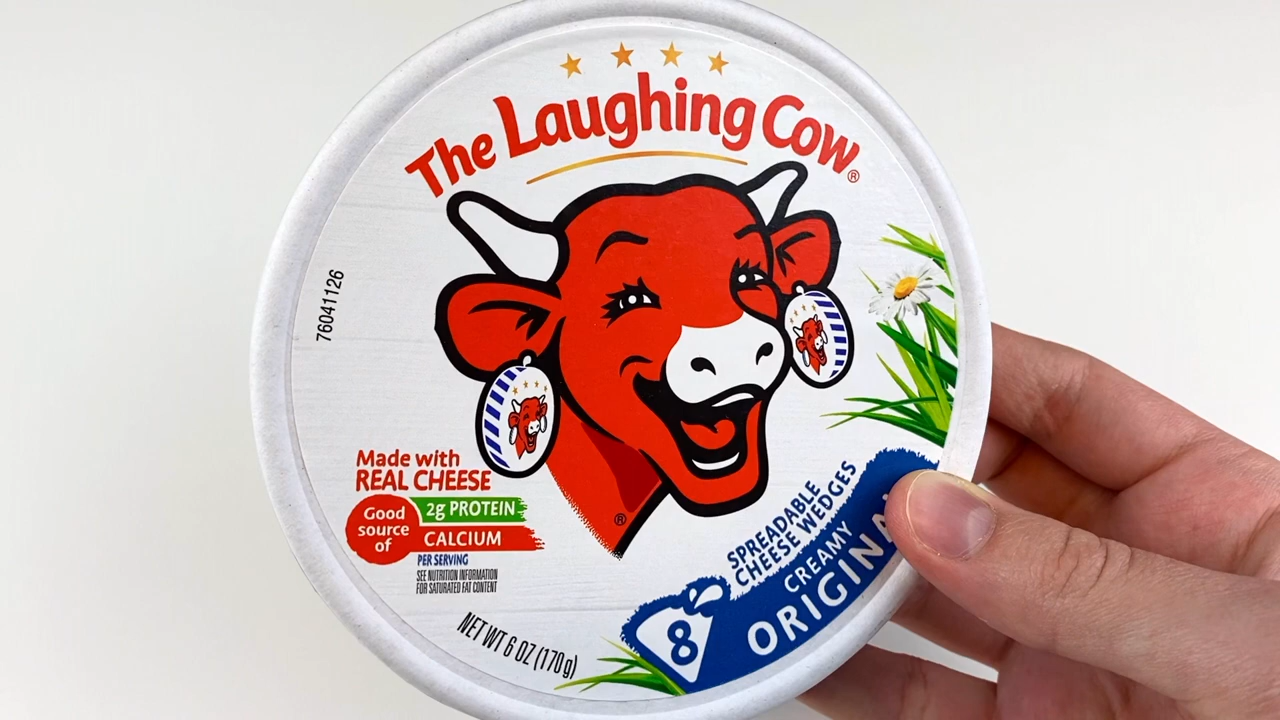 The Laughing Cow®
76041126
Made with
REAL CHEESE
Good
source
of
2g PROTEIN
CALCIUM
PER SERVING
SEE NUTRITION INFORMATION
FOR SATURATED FAT CONTENT
®
SPREADABLE
CHEESE WEDGES
CREAMY
ORIGINA
8
NET WT 6 OZ (170g)